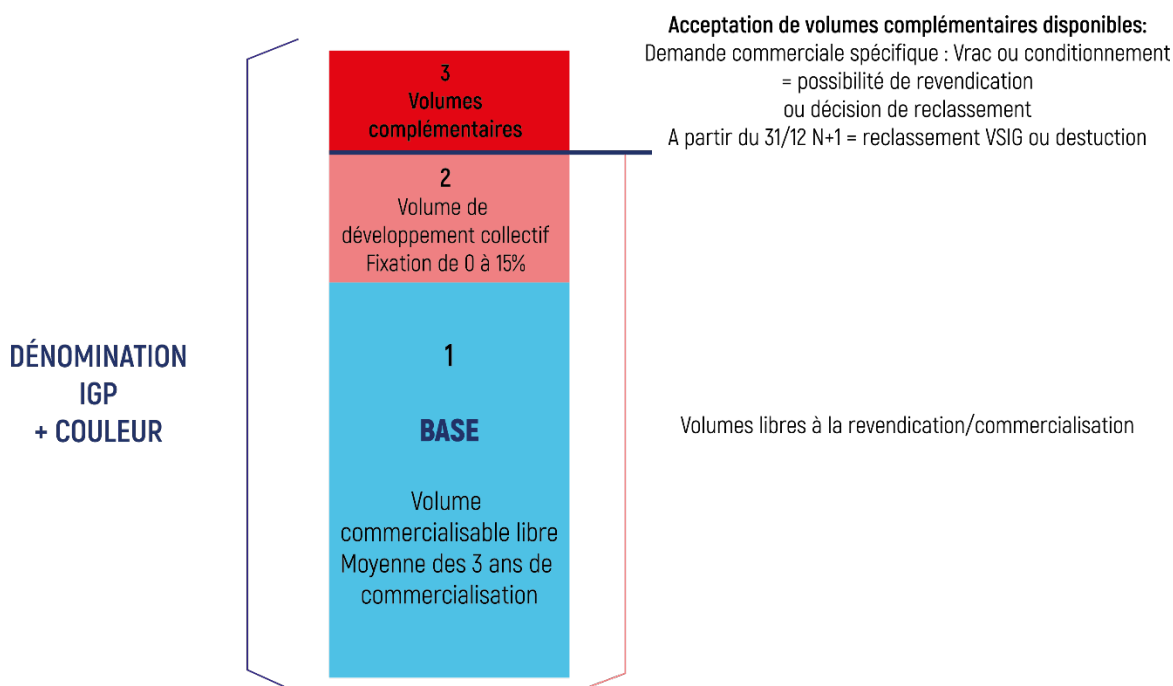 Acceptation de volumes complémentaires disponibles:
Demande commerciale spécifique : Vrac ou conditionnement
= possibilité de revendication
ou décision de reclassement
A partir du 31/12 N+1 = reclassement VSIG ou destuction
3
Volumes
complémentaires
2
Volume de
développement collectif
Fixation de 0 à 15%
DÉNOMINATION
IGP
+ COULEUR
1
BASE
Volume
commercialisable libre
Moyenne des 3 ans de
commercialisation
Volumes libres à la revendication/commercialisation